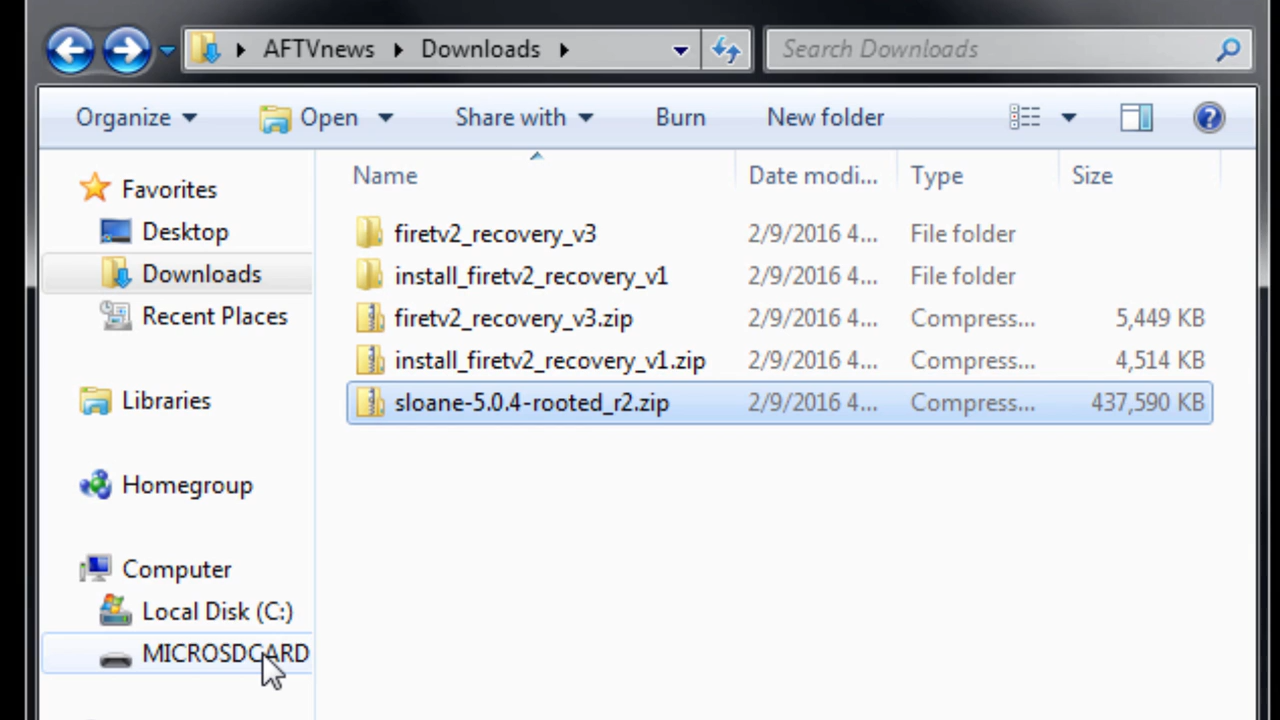 AFTVnews Downloads Search Downloads
Organize Open Share with Burn New folder
Name Date modi... Type Size
Favorites
Desktop
Downloads
Recent Places
Libraries
Homegroup
Computer
Local Disk (C:)
MICROSDCARD
firetv2_recovery_v3 2/9/2016 4... File folder
install_firetv2_recovery_v1 2/9/2016 4... File folder
firetv2_recovery_v3.zip 2/9/2016 4... Compress... 5,449 KB
install_firetv2_recovery_v1.zip 2/9/2016 4... Compress... 4,514 KB
sloane-5.0.4-rooted_r2.zip 2/9/2016 4... Compress... 437,590 KB